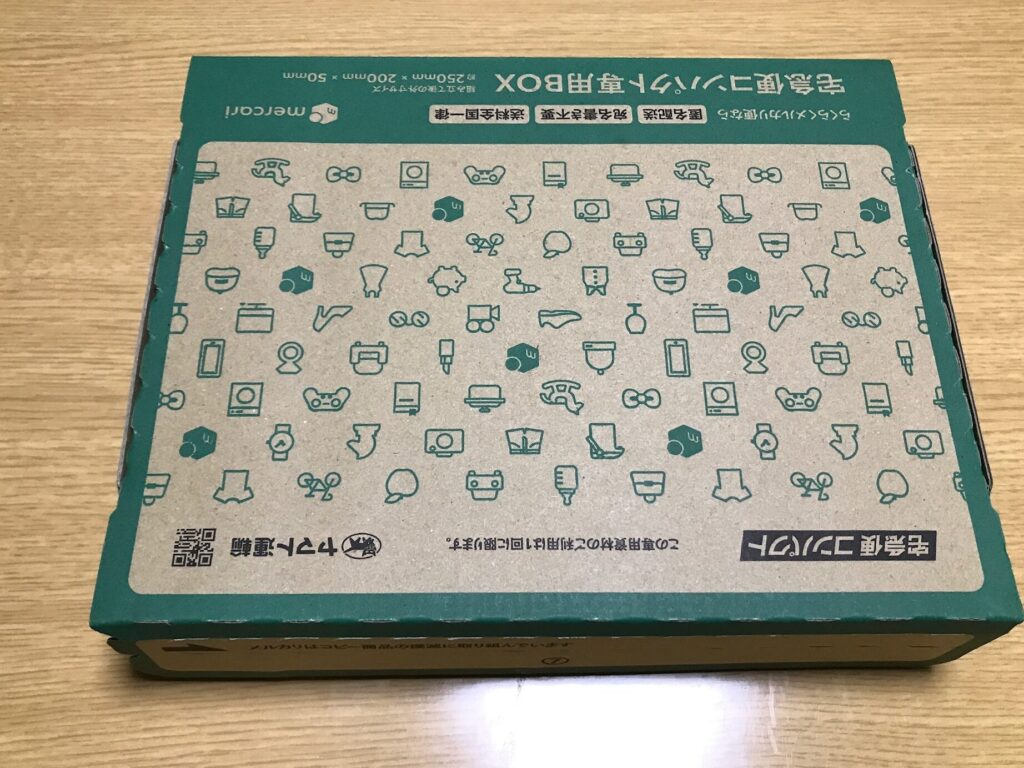 ②
宅急便 コンパクト
この専用資材のご利用は1回に限ります。
ヤマト運輸
らくらくメルカリ便なら 匿名配送 宛名書き不要 送料全国一律
mercari
宅急便コンパクト専用BOX
組み立て後の外寸サイズ
約250mm × 200mm × 50mm